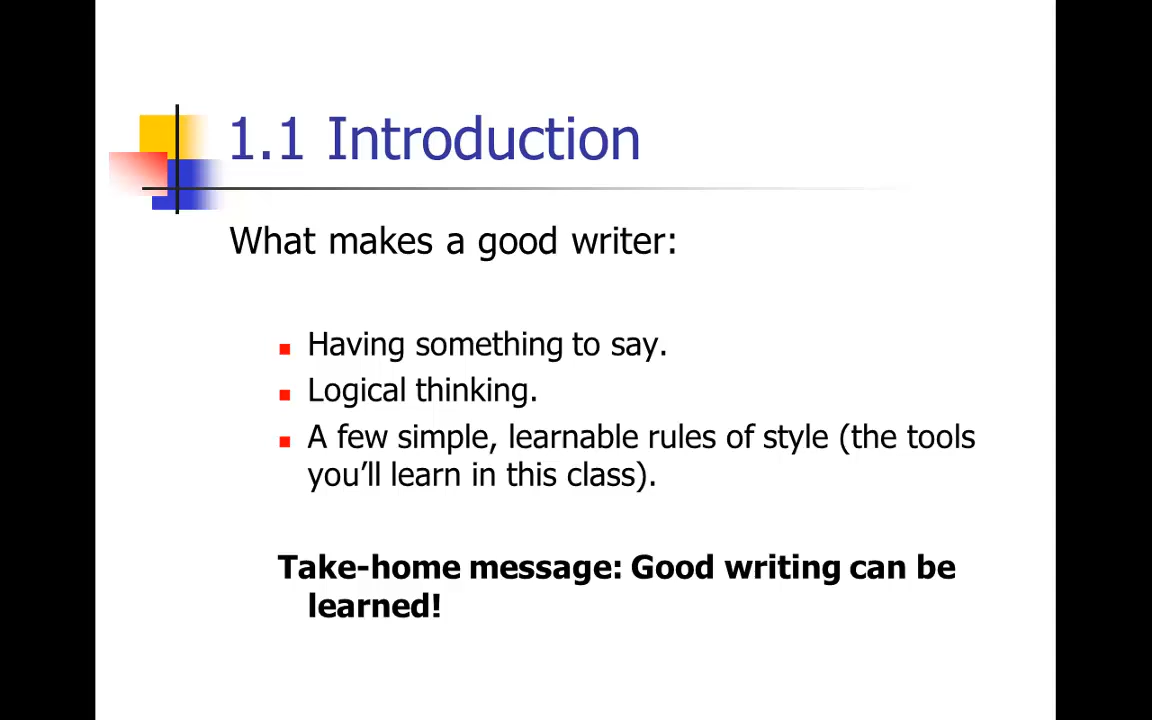 1.1 Introduction
What makes a good writer:
Having something to say.
Logical thinking.
A few simple, learnable rules of style (the tools
you’ll learn in this class).
Take-home message: Good writing can be
learned!